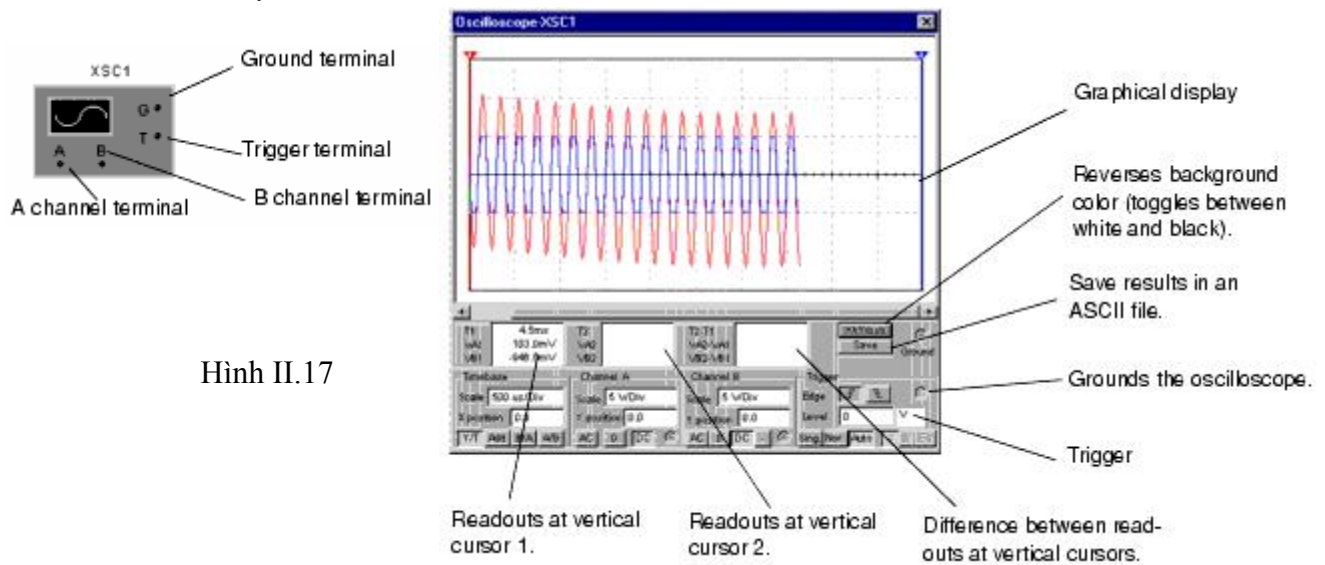 Oscilloscope-XSC1
XSC1
Ground terminal
G
T
Trigger terminal
A B
B channel terminal
A channel terminal
1
2
Graphical display
Reverses background
color (toggles between
white and black).
Save results in an
ASCII file.
Grounds the oscilloscope.
Trigger
Hình II.17
T1 4.5ms
VA1 103.0mV
VB1
T2
VA2
VB2
T2-T1
VA2-VA1
VB2-VB1
Save
Ground
Timebase
Scale 500 us/Div
X position 0.0
Y/T Add B/A A/B
Channel A
Scale 5 V/Div
Y position 0.0
AC 0 DC
Channel B
Scale 5 V/Div
Y position 0.0
AC 0 DC -
Trigger
Edge
Level 0 V
Sing. Nor. Auto
Readouts at vertical
cursor 1.
Readouts at vertical
cursor 2.
Difference between read-
outs at vertical cursors.